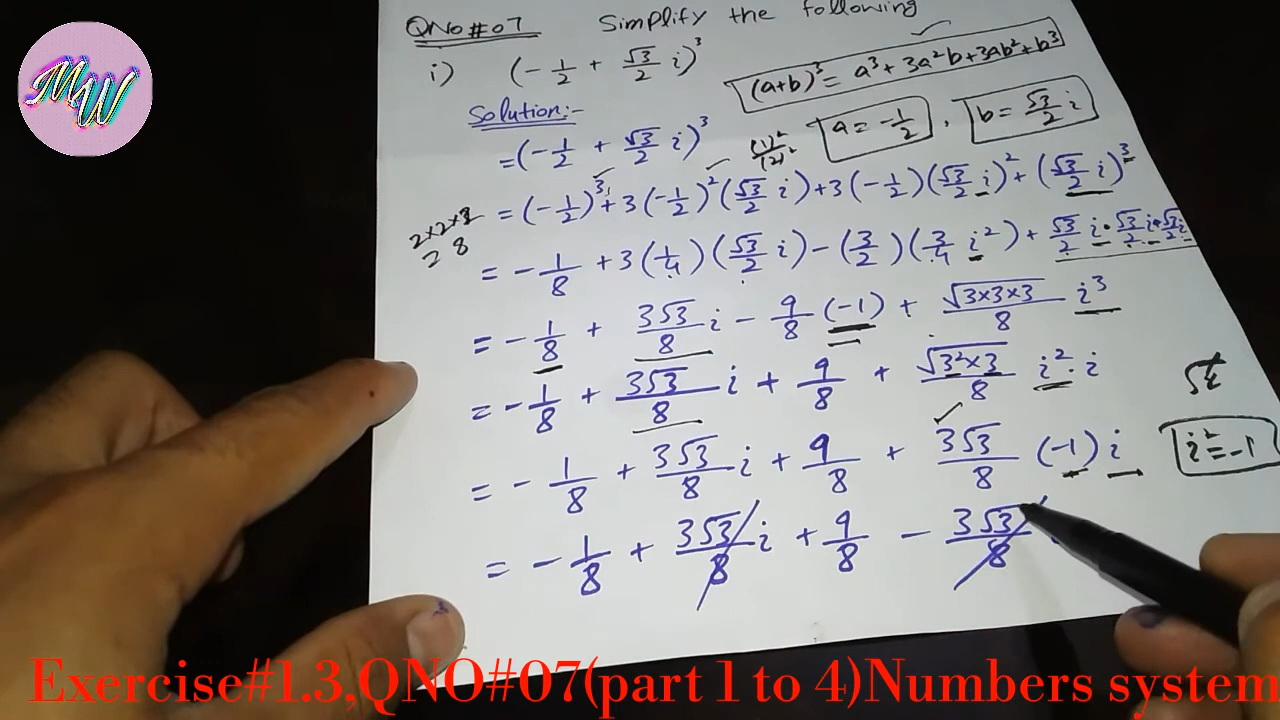 MW
QNO#07 Simplify the following
i) (-1/2 + √3/2 i)³
(a+b)³ = a³+3a²b+3ab²+b³
Solution:-
= (-1/2 + √3/2 i)³
(1)²/(2)²
a = -1/2 , b = √3/2 i
= (-1/2)³ + 3(-1/2)²(√3/2 i) + 3(-1/2)(√3/2 i)² + (√3/2 i)³
2×2×2
2 8
= -1/8 + 3(1/4)(√3/2 i) - (3/2)(3/4 i²) + √3/2 i · √3/2 i · √3/2 i
= -1/8 + 3√3/8 i - 9/8 (-1) + √3×3×3/8 i³
= -1/8 + 3√3/8 i + 9/8 + √3²×3/8 i²·i
= -1/8 + 3√3/8 i + 9/8 + 3√3/8 (-1) i
i²=-1
= -1/8 + 3√3/8 i + 9/8 - 3√3/8
Exercise#1.3,QNO#07(part 1 to 4)Numbers system